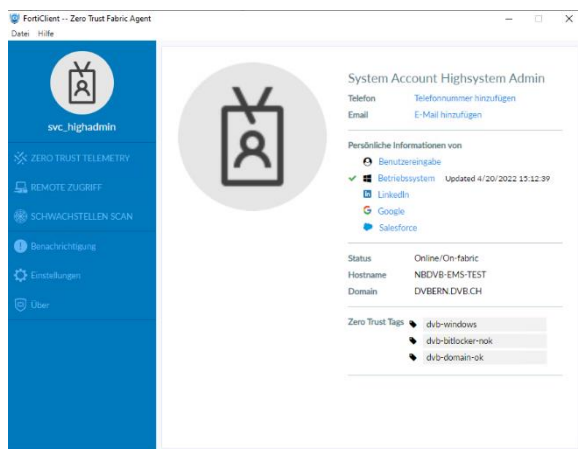 FortiClient -- Zero Trust Fabric Agent
Datei Hilfe
svc_highadmin
ZERO TRUST TELEMETRY
REMOTE ZUGRIFF
SCHWACHSTELLEN SCAN
Benachrichtigung
Einstellungen
Über
System Account Highsystem Admin
Telefon Telefonnummer hinzufügen
Email E-Mail hinzufügen
Persönliche Informationen von
Benutzereingabe
Betriebssystem Updated 4/20/2022 15:12:39
LinkedIn
Google
Salesforce
Status Online/On-fabric
Hostname NBDVB-EMS-TEST
Domain DVBERN.DVB.CH
Zero Trust Tags dvb-windows
dvb-bitlocker-nok
dvb-domain-ok